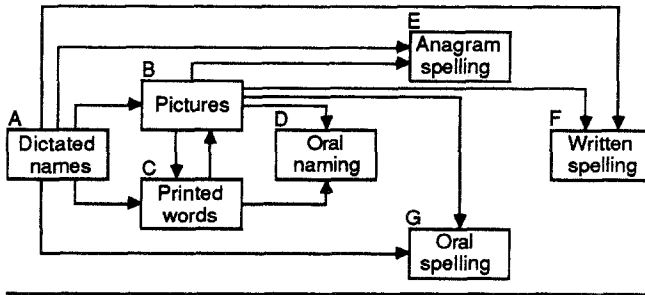 E
Anagram
spelling
B
Pictures
A
Dictated
names
D
Oral
naming
F
Written
spelling
C
Printed
words
G
Oral
spelling